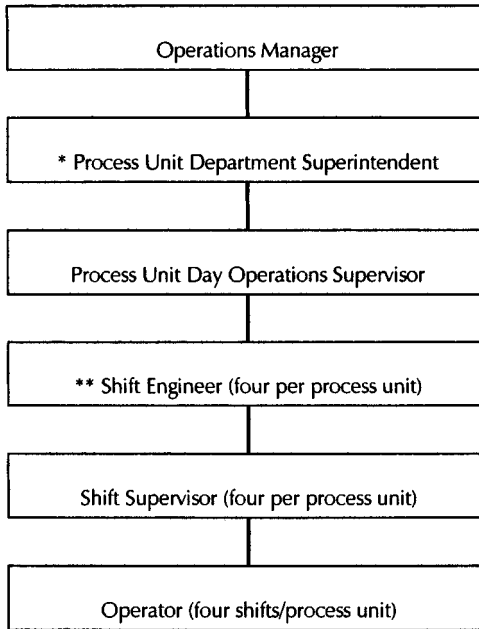 Operations Manager
* Process Unit Department Superintendent
Process Unit Day Operations Supervisor
** Shift Engineer (four per process unit)
Shift Supervisor (four per process unit)
Operator (four shifts/process unit)